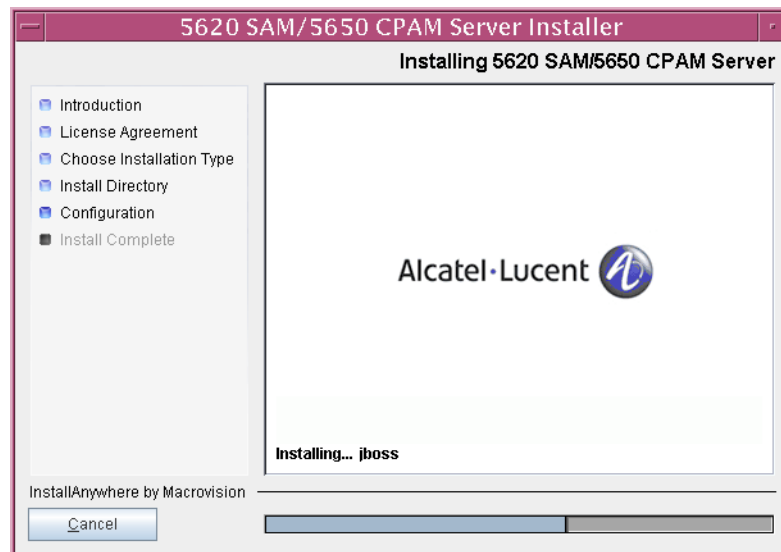 5620 SAM/5650 CPAM Server Installer
Installing 5620 SAM/5650 CPAM Server
Introduction
License Agreement
Choose Installation Type
Install Directory
Configuration
Install Complete
Alcatel·Lucent
Installing... jboss
InstallAnywhere by Macrovision
Cancel